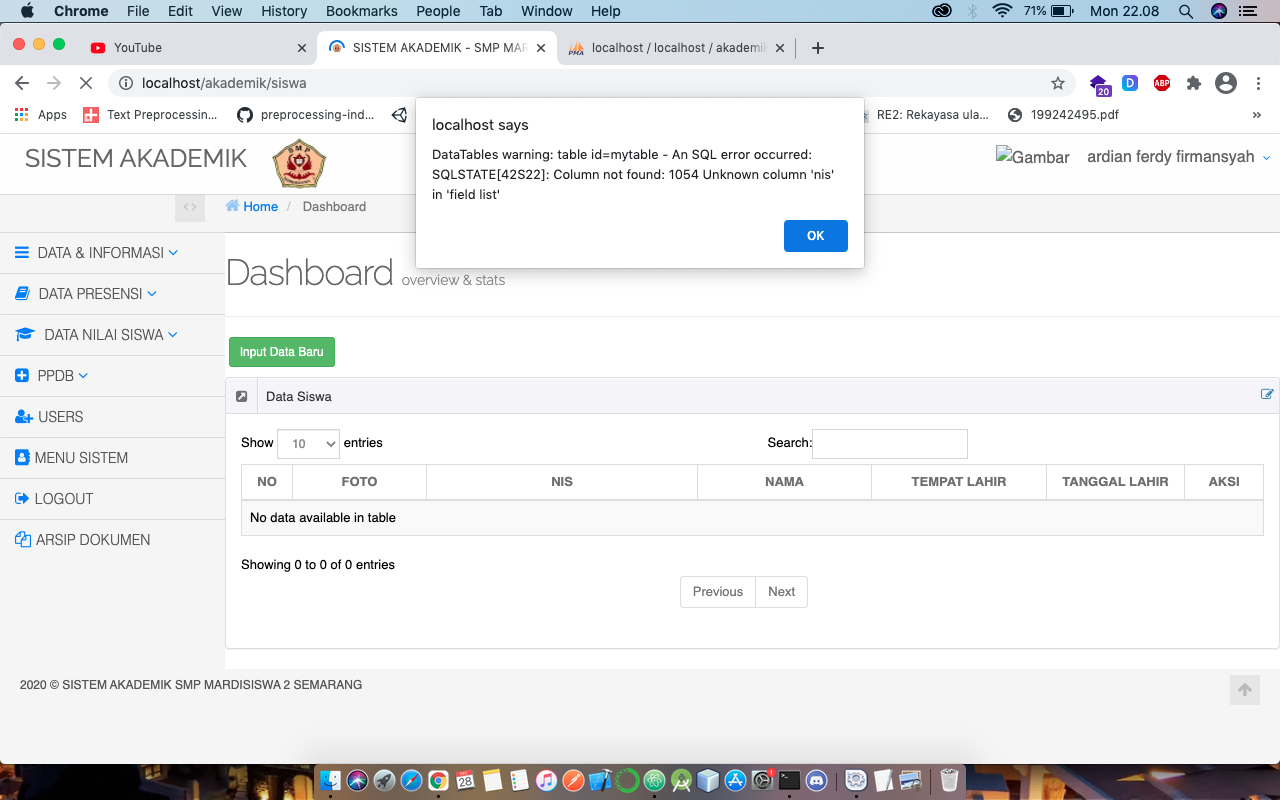 Chrome File Edit View History Bookmarks People Tab Window Help 71% Mon 22.08
YouTube SISTEM AKADEMIK - SMP MAR localhost / localhost / akademik
localhost/akademik/siswa 20 D ABP
Apps Text Preprocessin... preprocesing-ind... RE2: Rekayasa ula... 199242495.pdf »
localhost says
DataTables warning: table id=mytable - An SQL error occurred:
SQLSTATE[42S22]: Column not found: 1054 Unknown column 'nis'
in 'field list'
OK
SISTEM AKADEMIK SMP Gambar ardian ferdy firmansyah
Home / Dashboard
DATA & INFORMASI
DATA PRESENSI
DATA NILAI SISWA
PPDB
USERS
MENU SISTEM
LOGOUT
ARSIP DOKUMEN
Dashboard overview & stats
Input Data Baru
Data Siswa
Show 10 entries Search:
NO FOTO NIS NAMA TEMPAT LAHIR TANGGAL LAHIR AKSI
No data available in table
Showing 0 to 0 of 0 entries
Previous Next
2020 © SISTEM AKADEMIK SMP MARDISISWA 2 SEMARANG
28